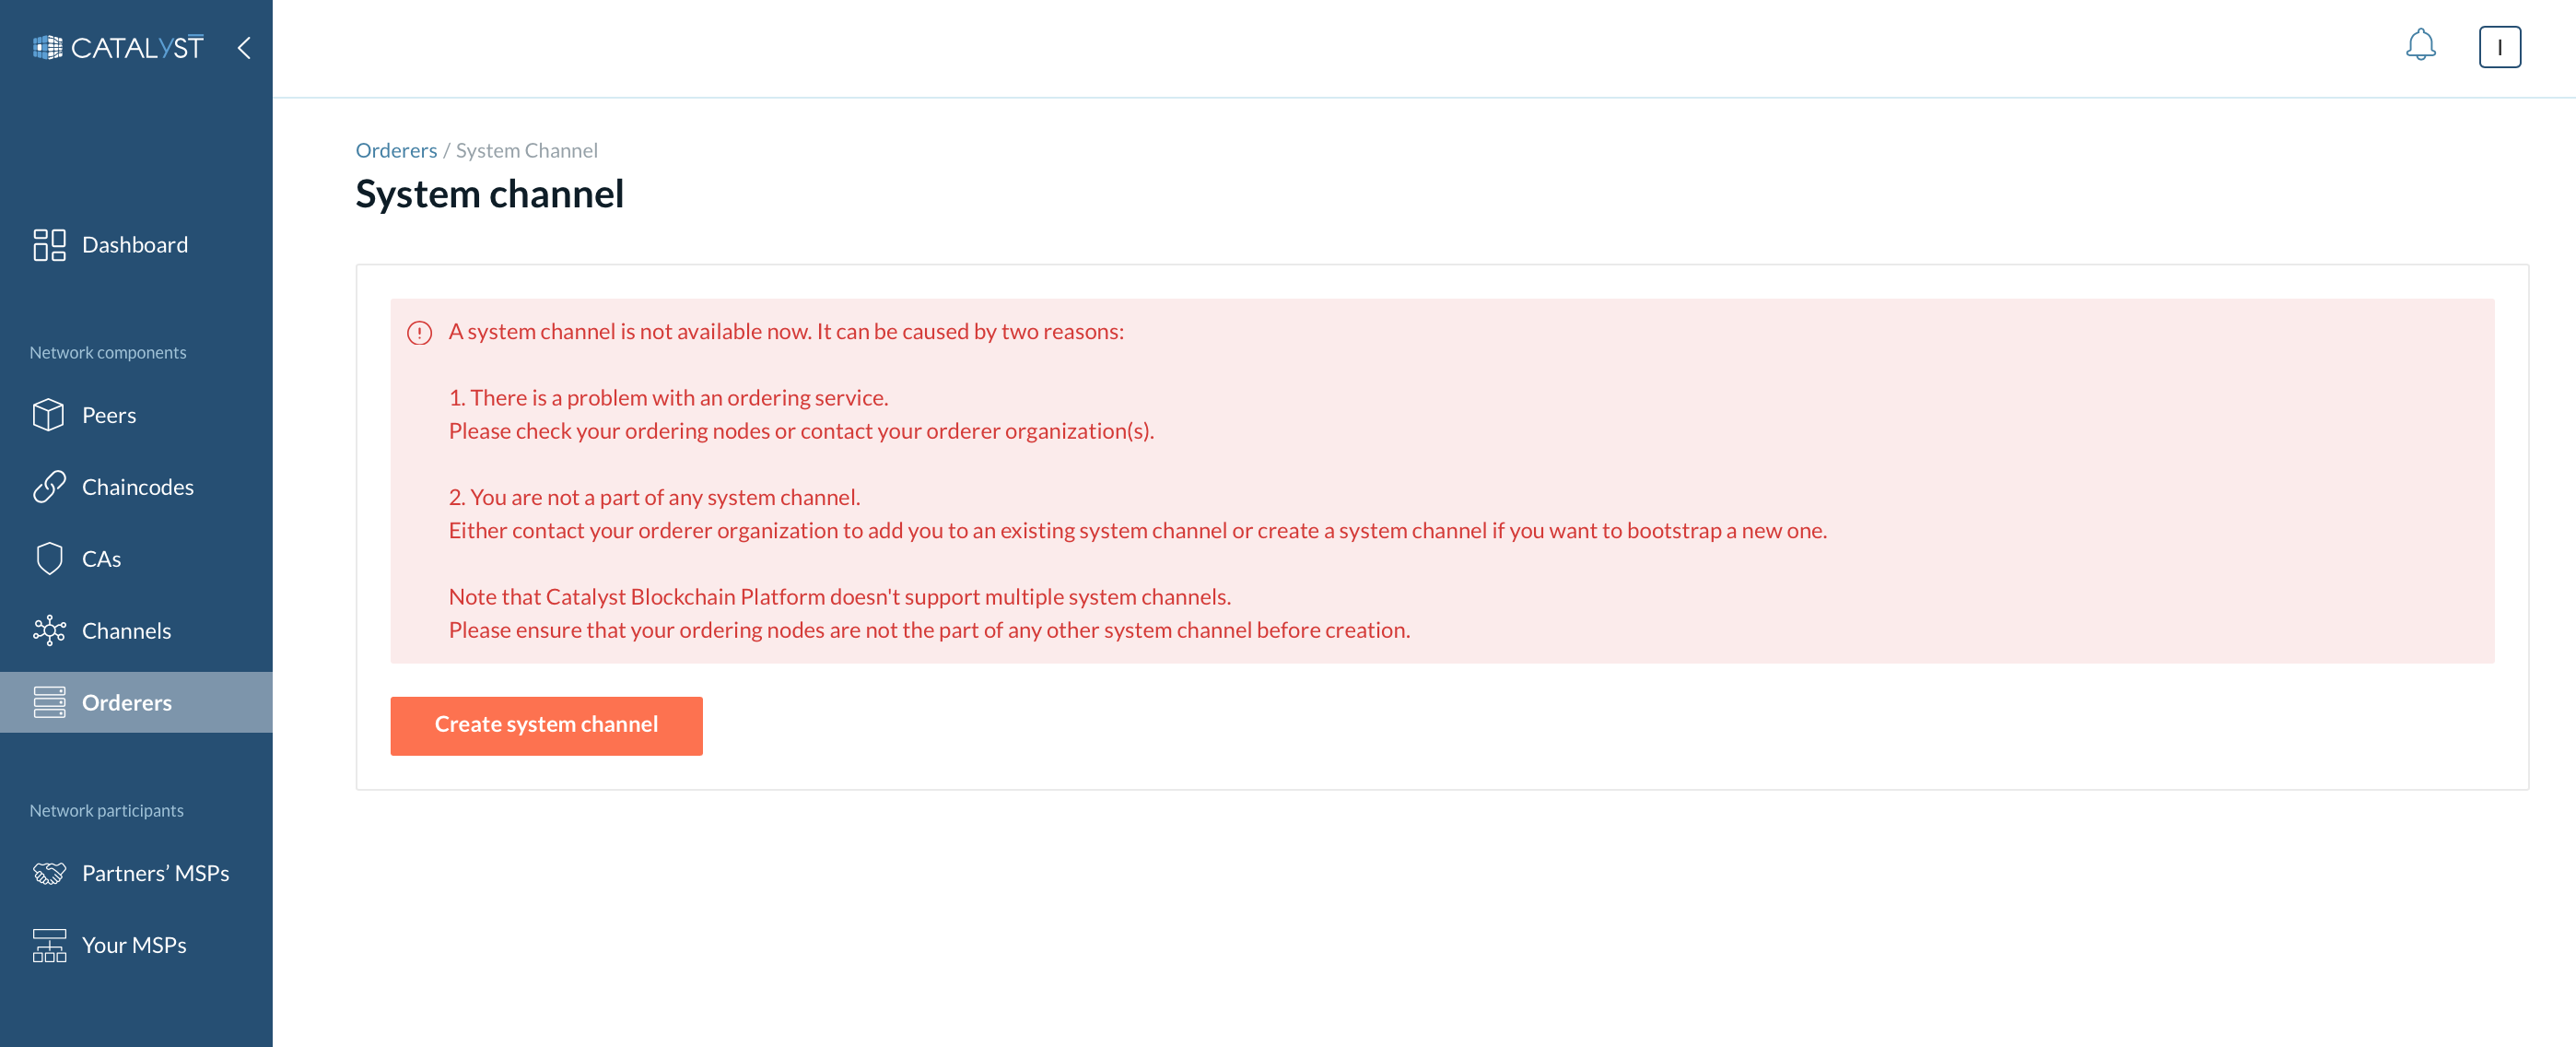 CATALYST
I
Orderers / System Channel
System channel
Dashboard
Network components
Peers
Chaincodes
CAs
Channels
Orderers
Network participants
Partners’ MSPs
Your MSPs
A system channel is not available now. It can be caused by two reasons:
1. There is a problem with an ordering service.
Please check your ordering nodes or contact your orderer organization(s).
2. You are not a part of any system channel.
Either contact your orderer organization to add you to an existing system channel or create a system channel if you want to bootstrap a new one.
Note that Catalyst Blockchain Platform doesn't support multiple system channels.
Please ensure that your ordering nodes are not the part of any other system channel before creation.
Create system channel